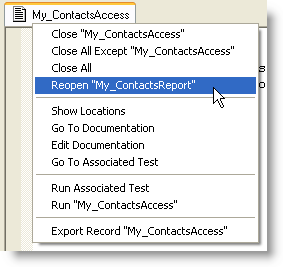 My_ContactsAccess
Close "My_ContactsAccess"
Close All Except "My_ContactsAccess"
Close All
Reopen "My_ContactsReport"
Show Locations
Go To Documentation
Edit Documentation
Go To Associated Test
Run Associated Test
Run "My_ContactsAccess"
Export Record "My_ContactsAccess"